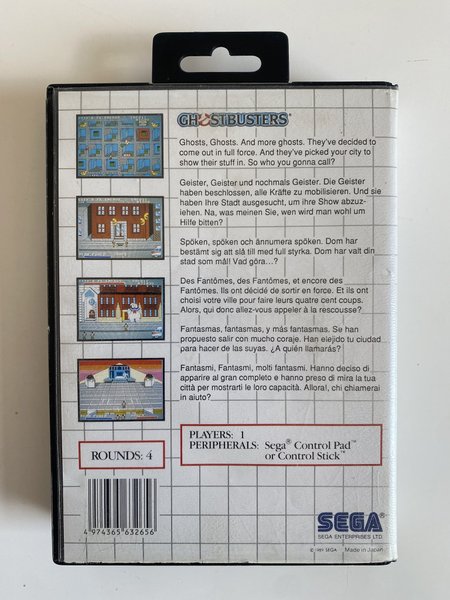 GHOSTBUSTERS
Ghosts, Ghosts. And more ghosts. They've decided to
come out in full force. And they've picked your city to
show their stuff in. So who you gonna call?
Geister, Geister und nochmals Geister. Die Geister
haben beschlossen, alle Kräfte zu mobilisieren. Und sie
haben Ihre Stadt ausgesucht, um ihre Show abzuzie-
iehen. Na, was meinen Sie, wen wird man wohl um
Hilfe bitten?
Spöken, spöken och ännumera spöken. Dom har
bestämt sig att slå till med full styrka. Dom har valt din
stad som mål! Vad göra...?
Des Fantômes, des Fantômes, et encore des
Fantômes. Ils ont décidé de sortir en force. Et ils ont
choisi votre ville pour faire leurs quatre cent coups.
Alors, qui donc allez-vous appeler à la rescousse?
Fantasmas, fantasmas, y más fantasmas. Se han
propuesto salir con mucho coraje. Han elejido tu ciudad
para hacer de las suyas. ¿A quién llamarás?
Fantasmi, Fantasmi, molti fantasmi. Hanno deciso di
apparire al gran completo e hanno preso di mira la tua
città per mostrarti le loro capacità. Allora!, chi chiamerai
in aiuto?
ROUNDS: 4
PLAYERS: 1
PERIPHERALS: Sega® Control Pad™
or Control Stick™
4 974365 632656
SEGA®
SEGA ENTERPRISES LTD.
Made in Japan